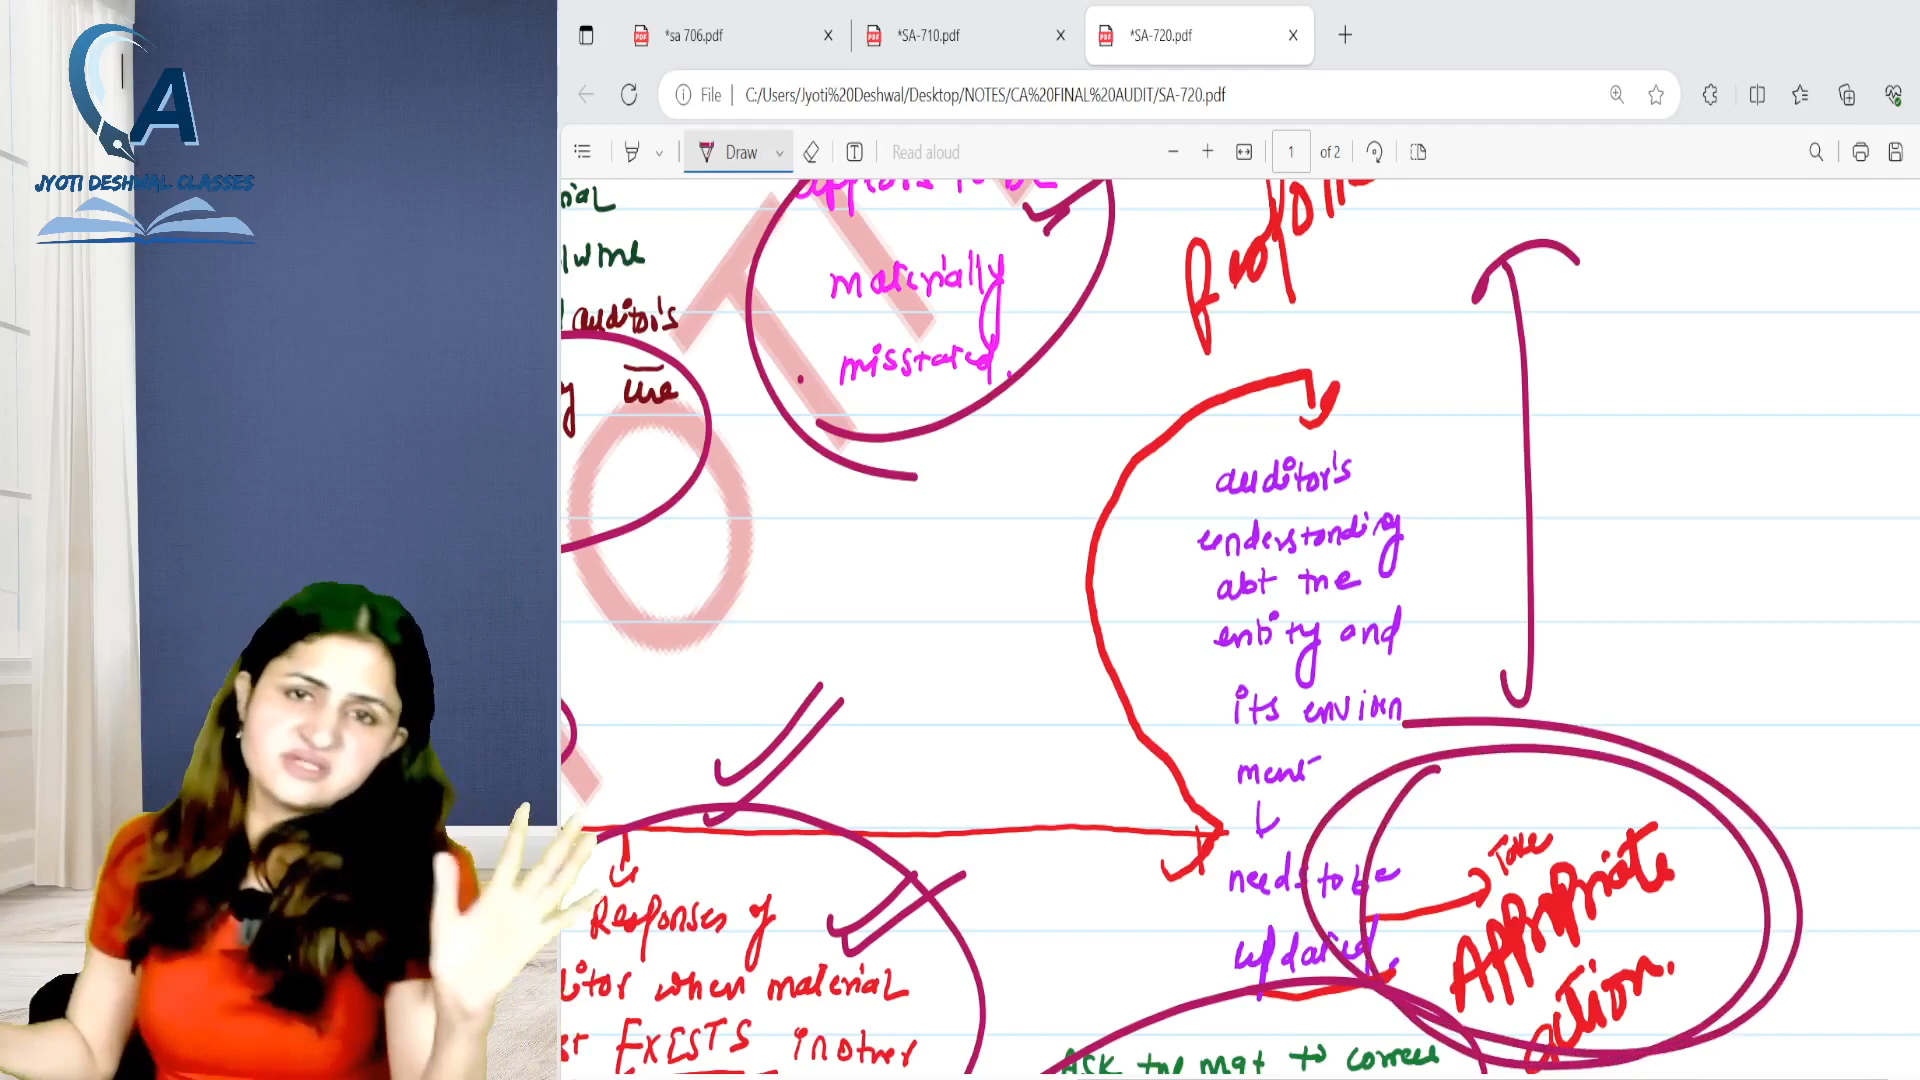 A
JYOTI DESHWAL CLASSES
*sa 706.pdf
*SA-710.pdf
*SA-720.pdf
File
C:/Users/Jyoti%20Deshwal/Desktop/NOTES/CA%20FINAL%20AUDIT/SA-720.pdf
Draw
Read aloud
1 of 2
auditor's
the
materially
misstated.
auditor's
understanding
abt the
entity and
its environ
ment
need to be
updated.
Take
Appropriate
action.
Responses of
when material
EXISTS in other
Ask the mgt to correct